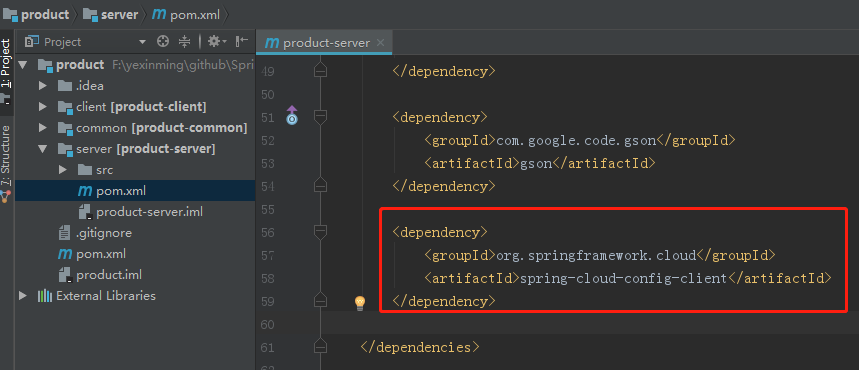 product server pom.xml
Project
product-server
1: Project
7: Structure
product F:\yexinming\github\Spri
.idea
client [product-client]
common [product-common]
server [product-server]
src
pom.xml
product-server.iml
.gitignore
pom.xml
product.iml
External Libraries
49 </dependency>
50
51 <dependency>
52 <groupId>com.google.code.gson</groupId>
53 <artifactId>gson</artifactId>
54 </dependency>
55
56 <dependency>
57 <groupId>org.springframework.cloud</groupId>
58 <artifactId>spring-cloud-config-client</artifactId>
59 </dependency>
60
61 </dependencies>